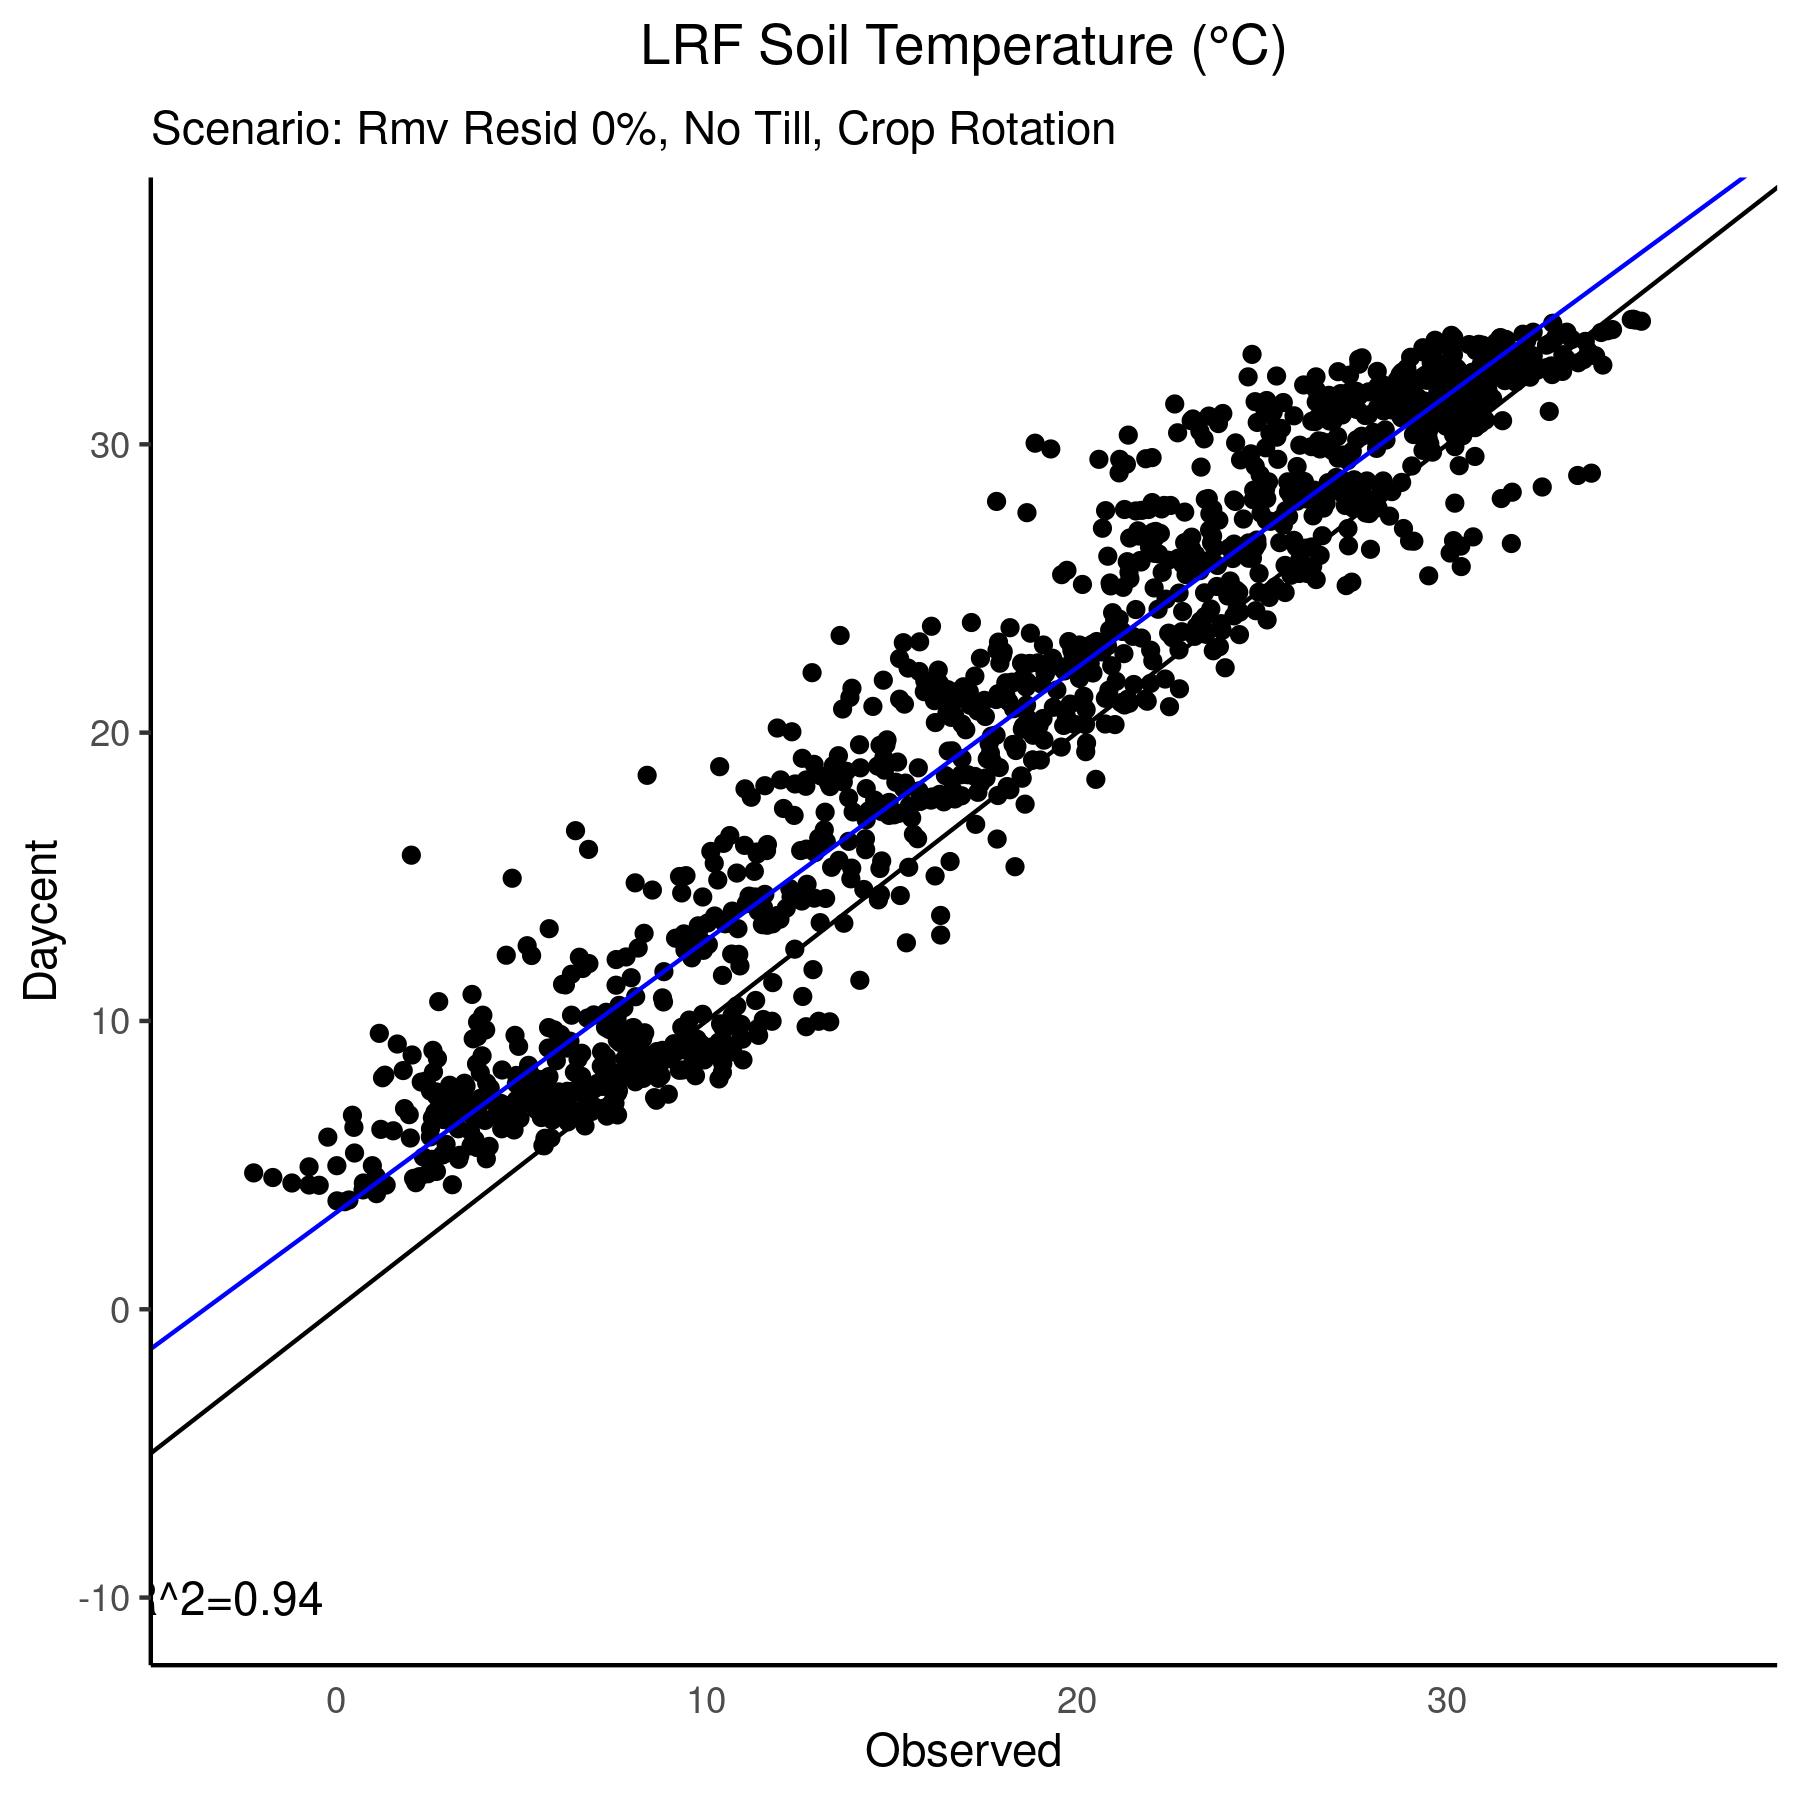 LRF Soil Temperature (°C)
Scenario: Rmv Resid 0%, No Till, Crop Rotation
Daycent
30
20
10
0
-10
^2=0.94
0 10 20 30
Observed